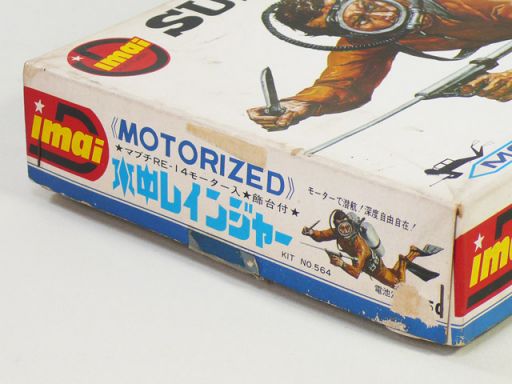 imai
SU
imai
《MOTORIZED》
★マブチRE-14モーター入★飾台付★
水中レインジャー
モーターで潜航!深度自由自在!
KIT NO.564
電池
imai